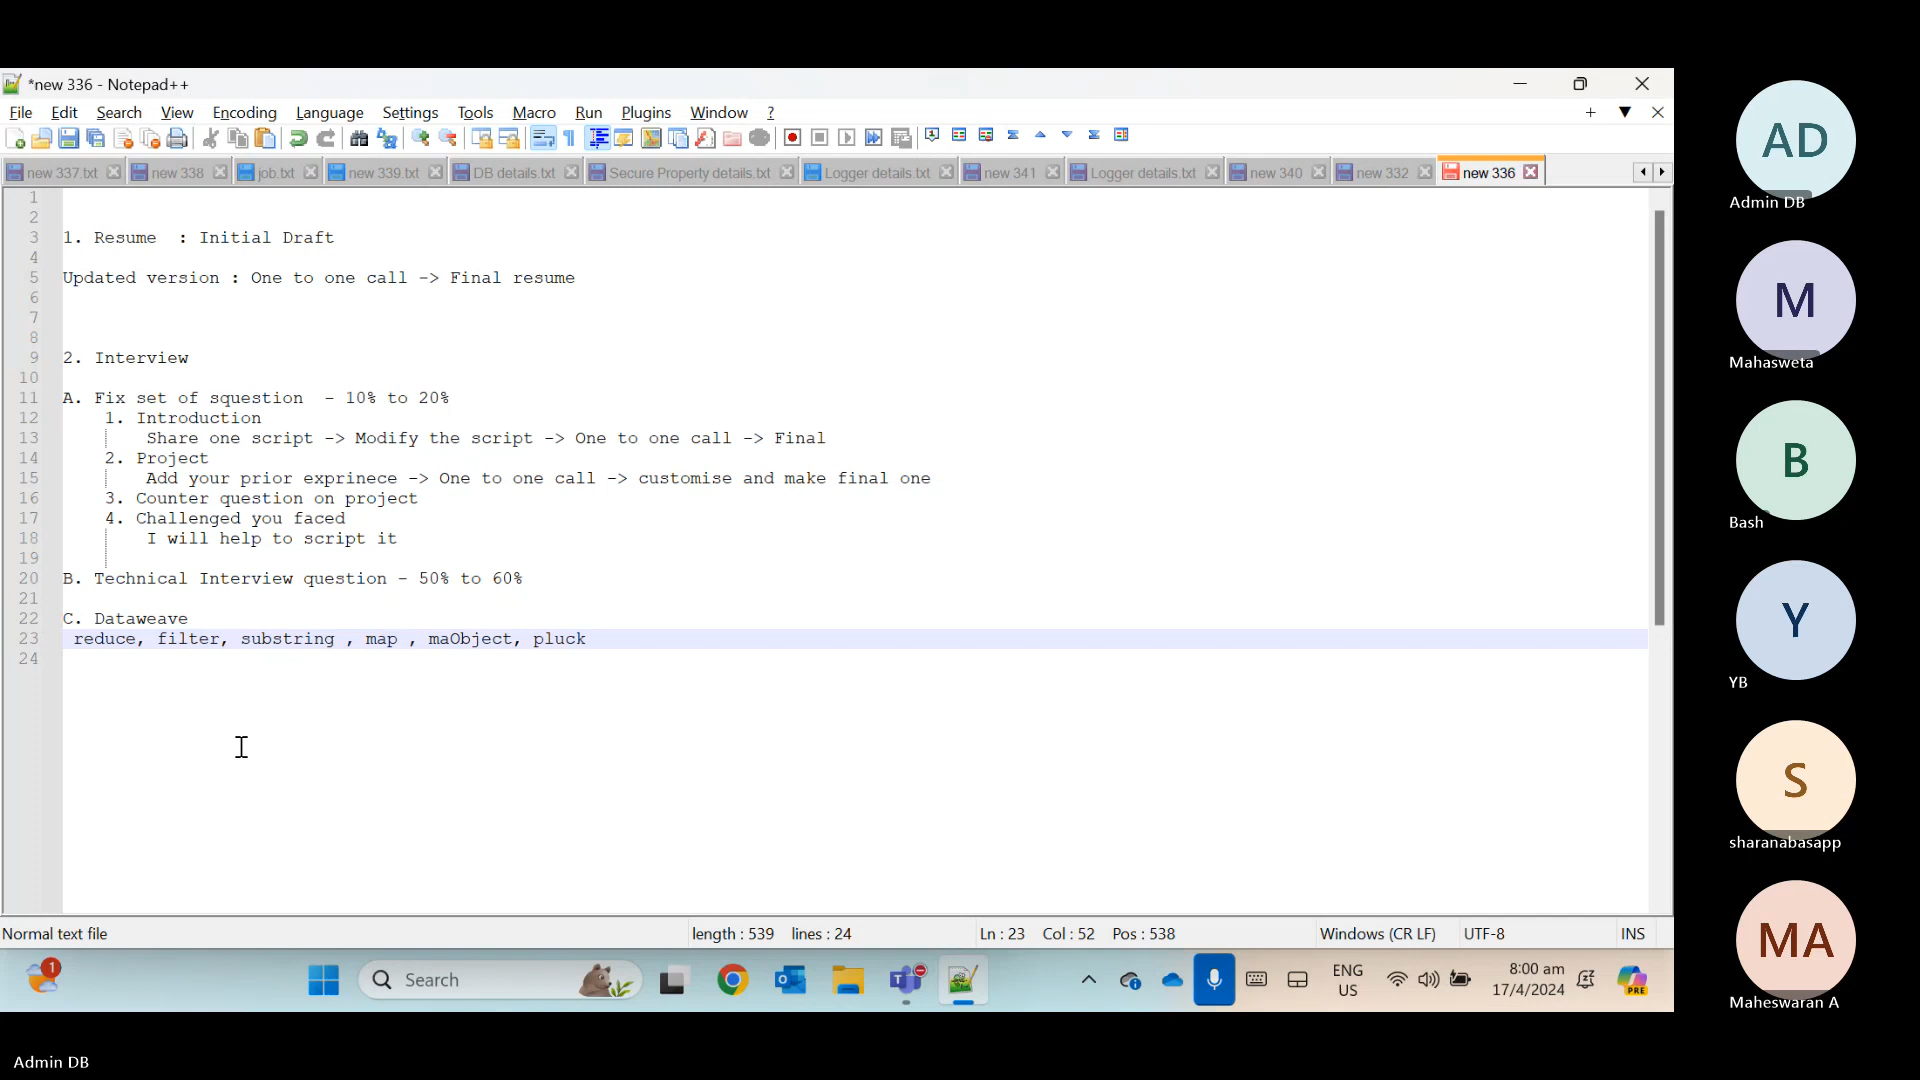 *new 336 - Notepad++
File Edit Search View Encoding Language Settings Tools Macro Run Plugins Window ?
new 337.txt new 338 job.txt new 339.txt DB details.txt Secure Property details.txt Logger details.txt new 341 Logger details.txt new 340 new 332 new 336
1
2
3 1. Resume : Initial Draft
4
5 Updated version : One to one call -> Final resume
6
7
8
9 2. Interview
10
11 A. Fix set of squestion - 10% to 20%
12 1. Introduction
13 Share one script -> Modify the script -> One to one call -> Final
14 2. Project
15 Add your prior exprinece -> One to one call -> customise and make final one
16 3. Counter question on project
17 4. Challenged you faced
18 I will help to script it
19
20 B. Technical Interview question - 50% to 60%
21
22 C. Dataweave
23 reduce, filter, substring , map , maObject, pluck
24
Normal text file length : 539 lines : 24 Ln : 23 Col : 52 Pos : 538 Windows (CR LF) UTF-8 INS
1 Search ENG US 8:00 am 17/4/2024 PRE
AD
Admin DB
M
Mahasweta
B
Bash
Y
YB
S
sharanabasapp
MA
Maheswaran A
Admin DB